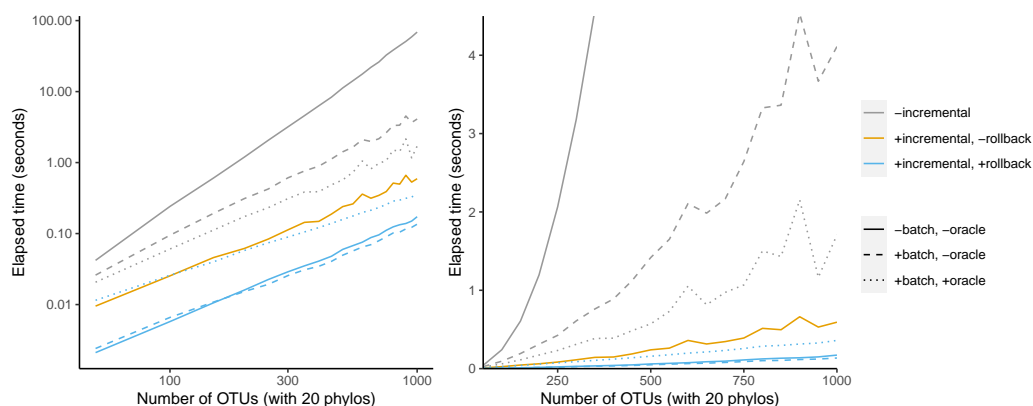 100.00
10.00
1.00
0.10
0.01
Elapsed time (seconds)
100
300
1000
Number of OTUs (with 20 phylos)
4
3
2
1
0
Elapsed time (seconds)
250
500
750
1000
Number of OTUs (with 20 phylos)
−incremental
+incremental, −rollback
+incremental, +rollback
−batch, −oracle
+batch, −oracle
+batch, +oracle